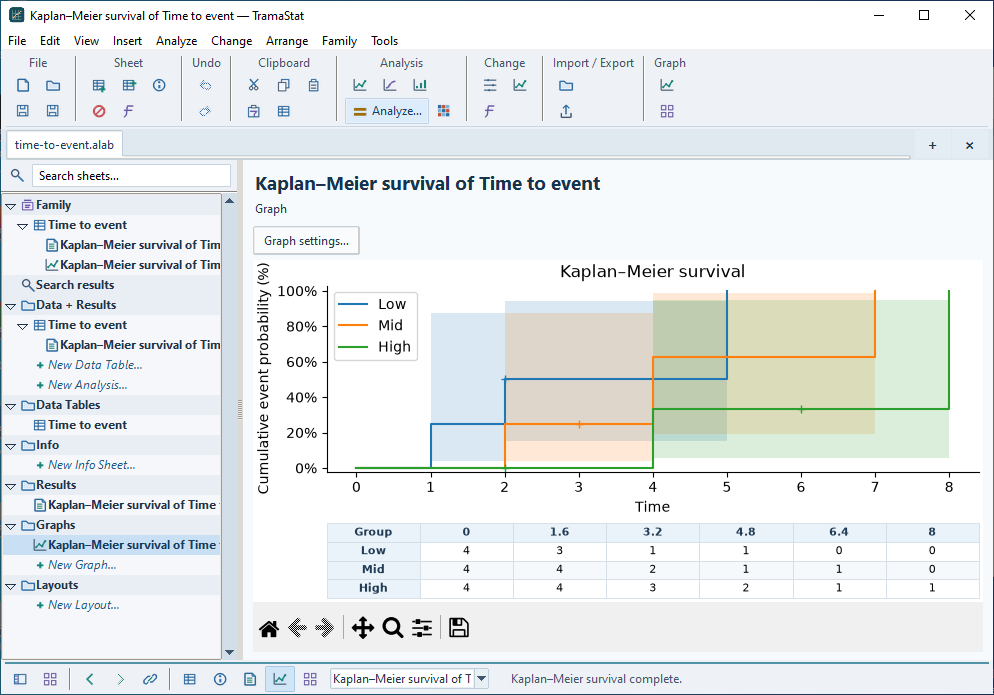 Kaplan–Meier survival of Time to event — TramaStat
File Edit View Insert Analyze Change Arrange Family Tools
File Sheet Undo Clipboard Analysis Change Import / Export Graph
Analyze...
time-to-event.alab
Search sheets...
Family
Time to event
Kaplan–Meier survival of Tim
Kaplan–Meier survival of Tim
Search results
Data + Results
Time to event
Kaplan–Meier survival of Tim
+ New Data Table...
+ New Analysis...
Data Tables
Time to event
Info
+ New Info Sheet...
Results
Kaplan–Meier survival of Time
Graphs
Kaplan–Meier survival of Time
+ New Graph...
Layouts
+ New Layout...
Kaplan–Meier survival of Time to event
Graph
Graph settings...
Kaplan–Meier survival
Cumulative event probability (%)
100%
80%
60%
40%
20%
0%
Low
Mid
High
0 1 2 3 4 5 6 7 8
Time
Group 0 1.6 3.2 4.8 6.4 8
Low 4 3 1 1 0 0
Mid 4 4 2 1 1 0
High 4 4 3 2 1 1
Kaplan–Meier survival of T
Kaplan–Meier survival complete.